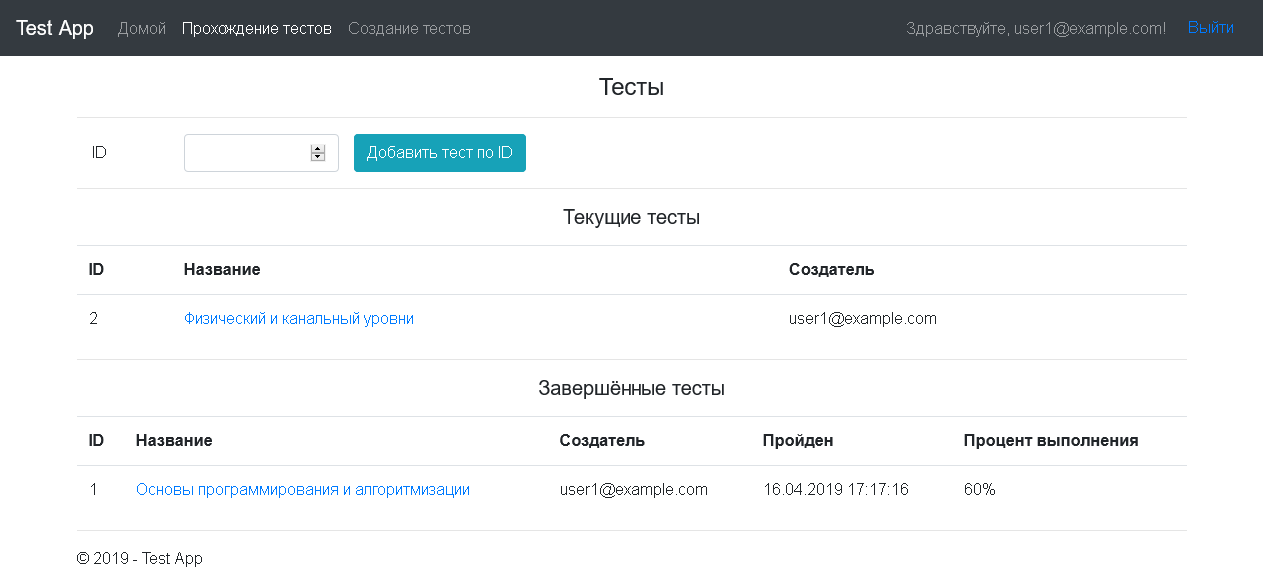 Test App Домой Прохождение тестов Создание тестов Здравствуйте, user1@example.com! Выйти
Тесты
ID Добавить тест по ID
Текущие тесты
ID Название Создатель
2 Физический и канальный уровни user1@example.com
Завершённые тесты
ID Название Создатель Пройден Процент выполнения
1 Основы программирования и алгоритмизации user1@example.com 16.04.2019 17:17:16 60%
© 2019 - Test App